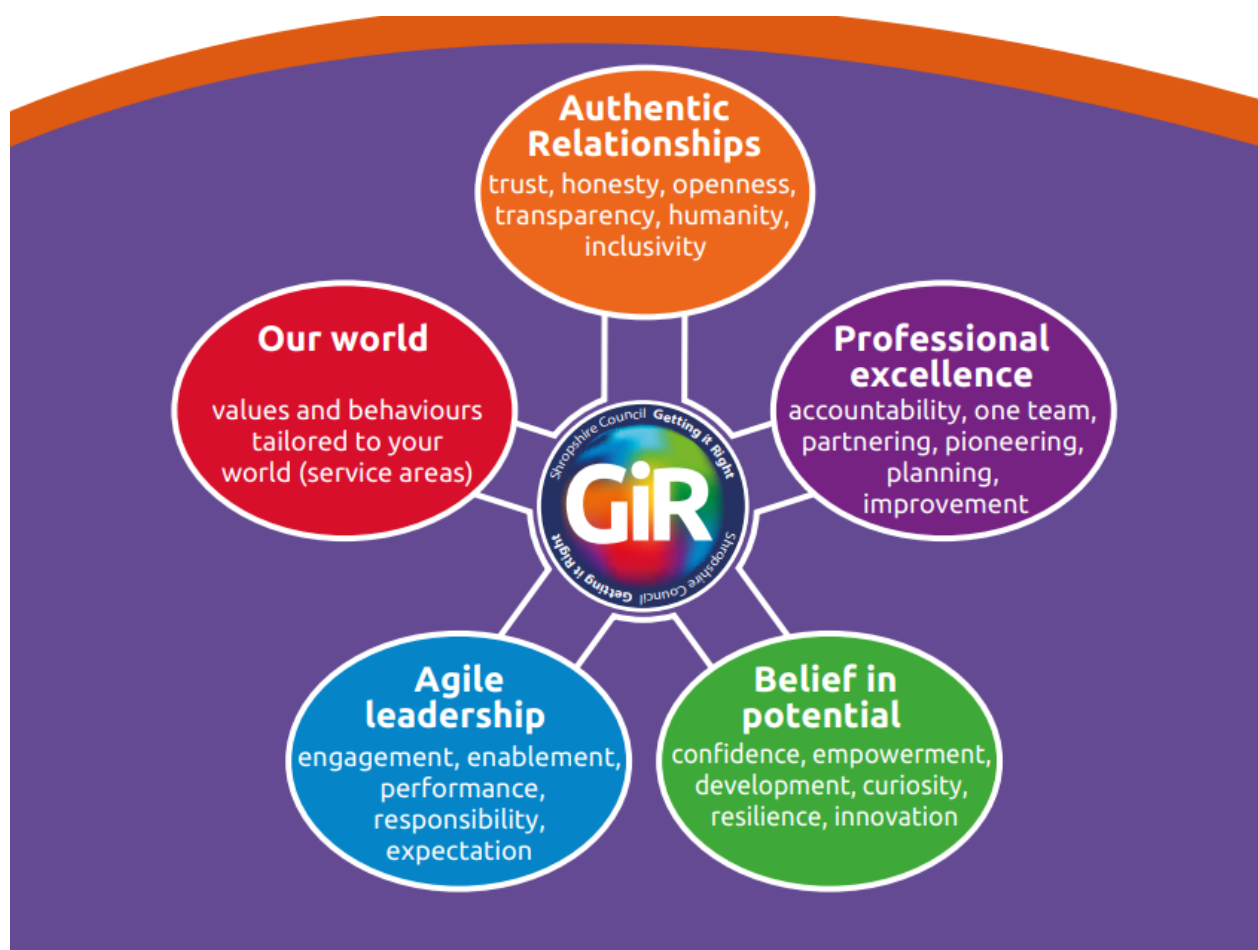 Authentic
Relationships
trust, honesty, openness,
transparency, humanity,
inclusivity
Our world
values and behaviours
tailored to your
world (service areas)
Professional
excellence
accountability, one team,
partnering, pioneering,
planning,
improvement
Shropshire Council Getting it Right
GiR
Shropshire Council Getting it Right
Agile
leadership
engagement, enablement,
performance,
responsibility,
expectation
Belief in
potential
confidence, empowerment,
development, curiosity,
resilience, innovation